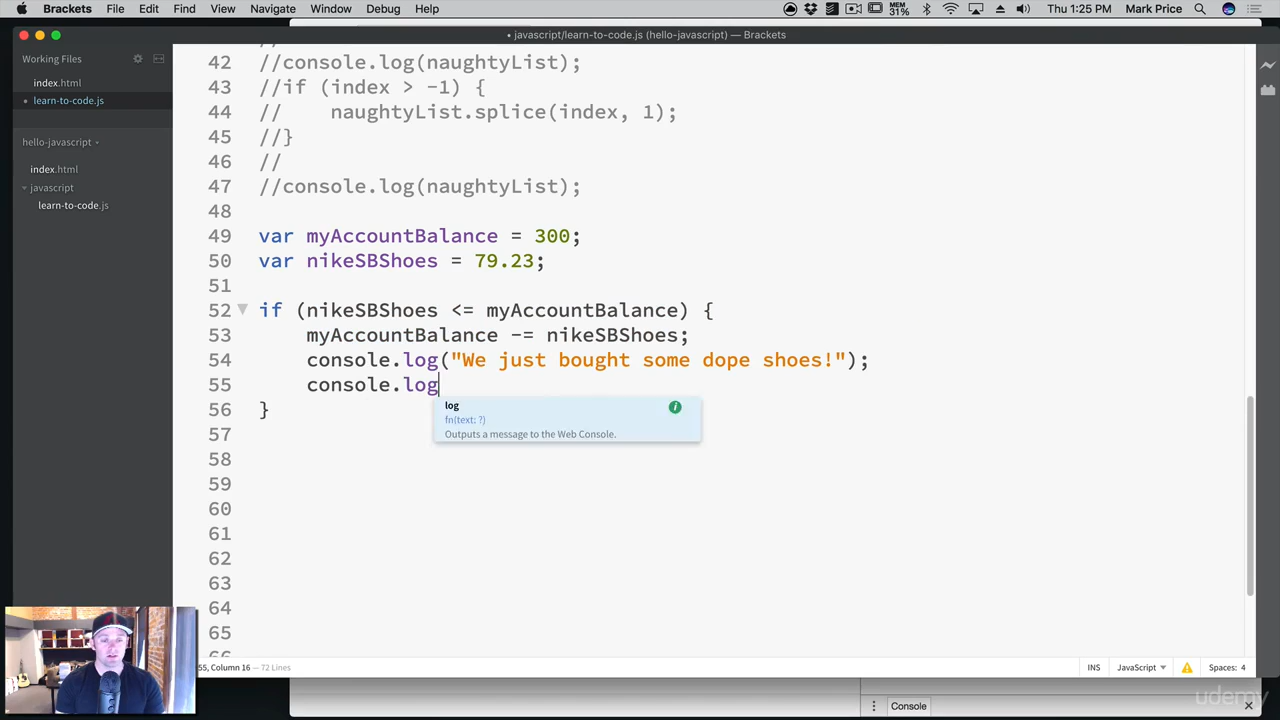 Brackets File Edit Find View Navigate Window Debug Help MEM 31% Thu 1:25 PM Mark Price
• javascript/learn-to-code.js (hello-javascript) — Brackets
Working Files
index.html
learn-to-code.js
hello-javascript
index.html
javascript
learn-to-code.js
42 //console.log(naughtyList);
43 //if (index > -1) {
44 //    naughtyList.splice(index, 1);
45 //}
46 //
47 //console.log(naughtyList);
48
49 var myAccountBalance = 300;
50 var nikeSBShoes = 79.23;
51
52 if (nikeSBShoes <= myAccountBalance) {
53     myAccountBalance -= nikeSBShoes;
54     console.log("We just bought some dope shoes!");
55     console.log
56 }
log
fn(text: ?)
Outputs a message to the Web Console.
57
58
59
60
61
62
63
64
65
55, Column 16 — 72 Lines
INS JavaScript Spaces: 4
Console
udemy